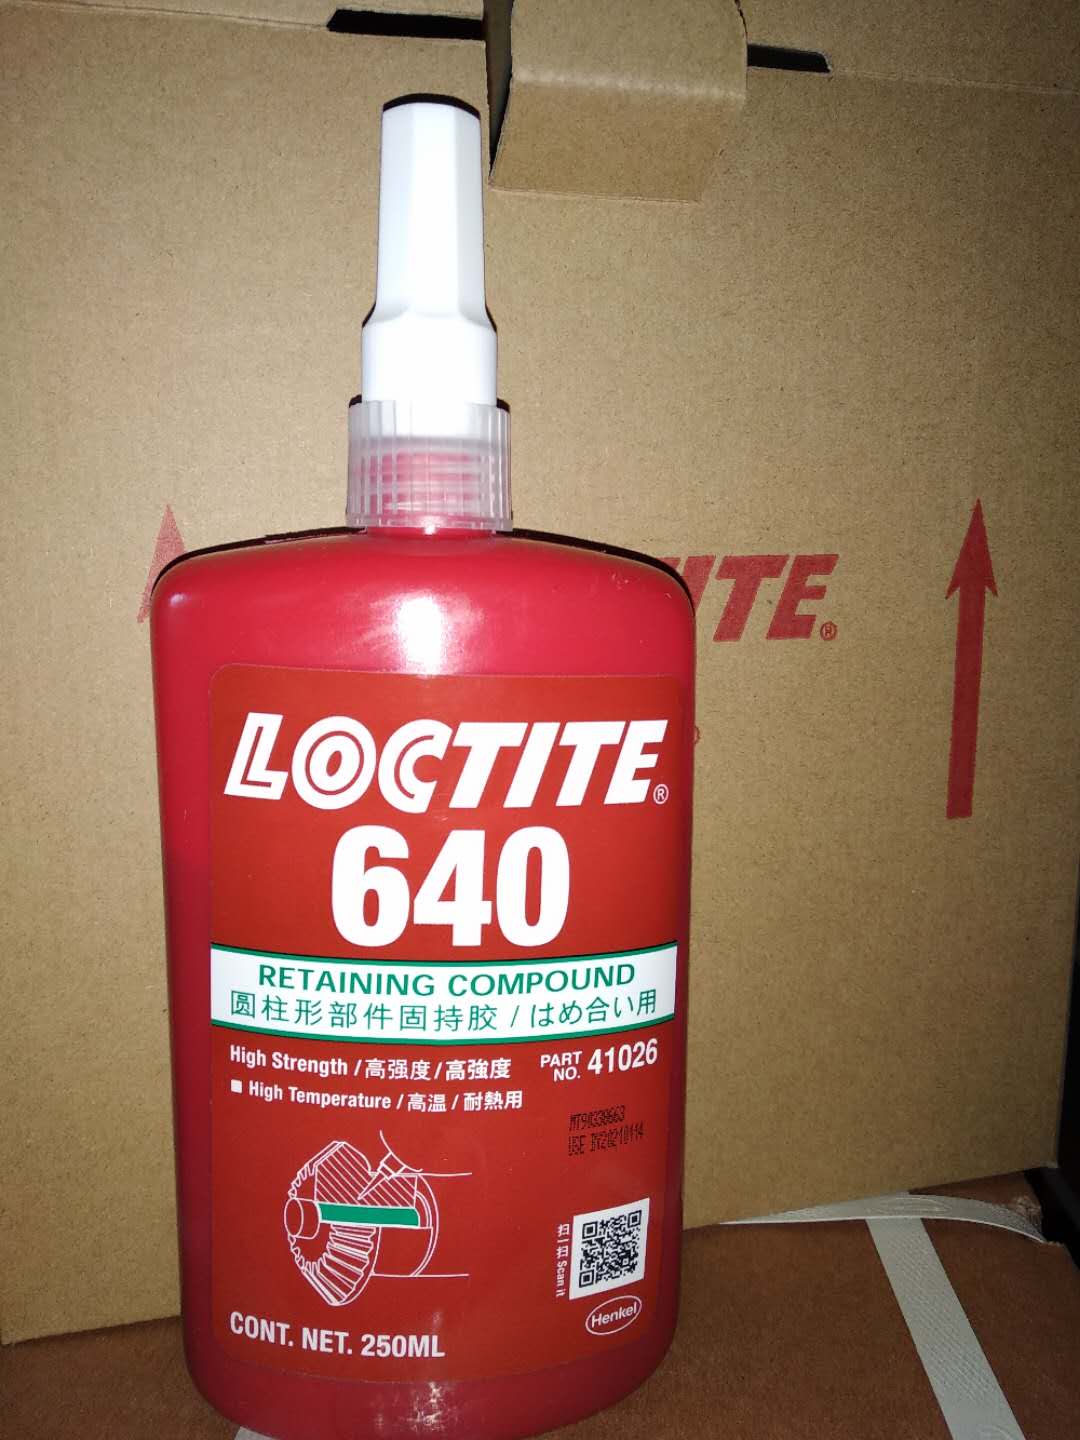 TITE®
LOCTITE®
640
RETAINING COMPOUND
圆柱形部件固持胶 / はめ合い用
High Strength / 高强度 / 高強度
PART NO. 41026
■ High Temperature / 高温 / 耐熱用
扫一扫 Scan it
Henkel
CONT. NET. 250ML